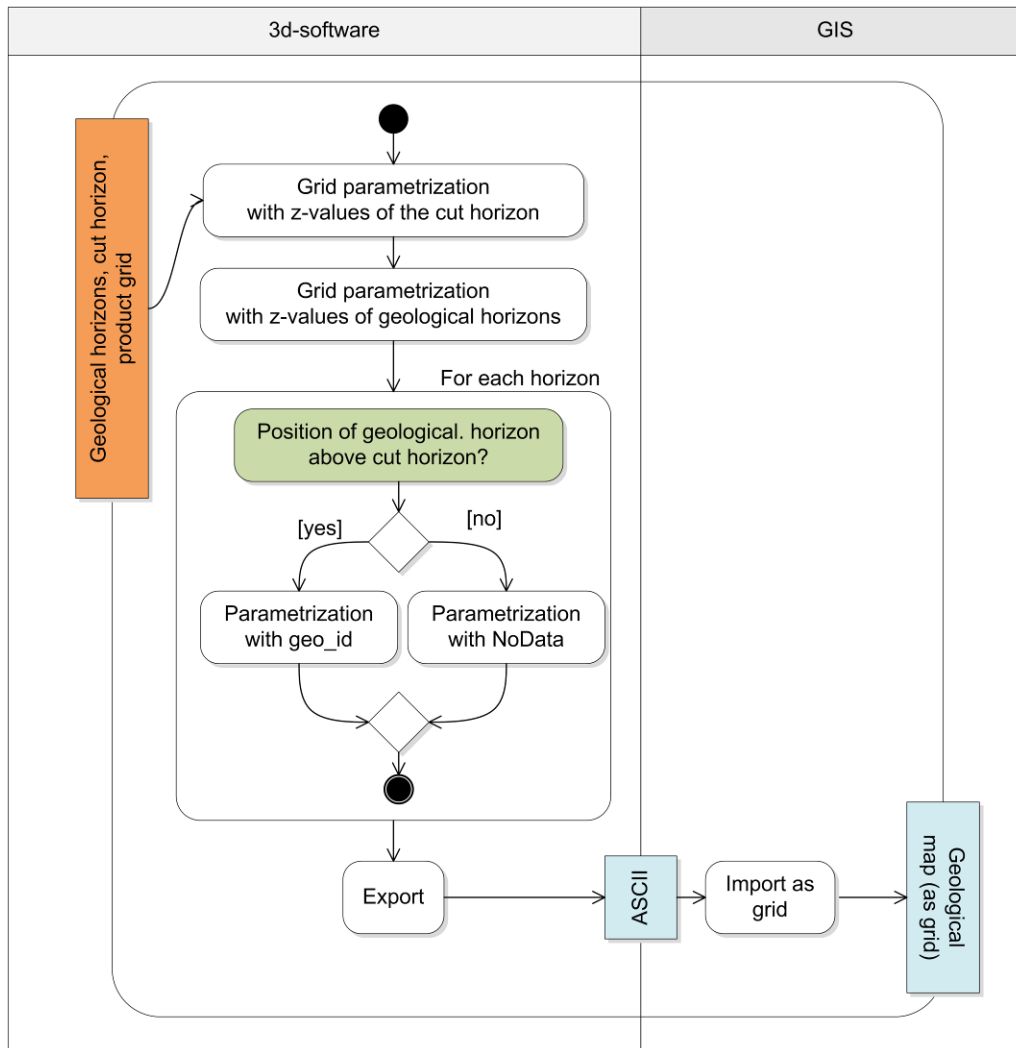 3d-software
GIS
Geological horizons, cut horizon,
product grid
Grid parametrization
with z-values of the cut horizon
Grid parametrization
with z-values of geological horizons
For each horizon
Position of geological. horizon
above cut horizon?
[yes]
[no]
Parametrization
with geo_id
Parametrization
with NoData
Export
ASCII
Import as
grid
Geological
map (as grid)